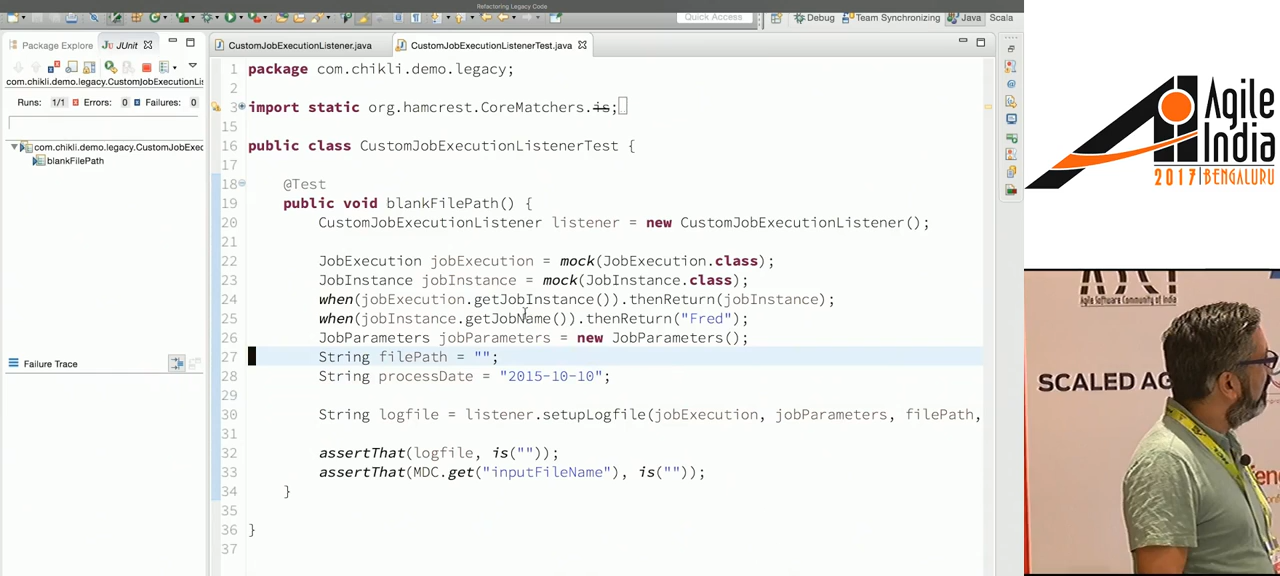 Refactoring Legacy Code
Quick Access
Debug
Team Synchronizing
Java
Scala
Package Explorer
JUnit
CustomJobExecutionListener.java
CustomJobExecutionListenerTest.java
com.chikli.demo.legacy.CustomJobExecutionLis
Runs: 1/1
Errors: 0
Failures: 0
com.chikli.demo.legacy.CustomJobExec
blankFilePath
Failure Trace
1 package com.chikli.demo.legacy;
2
3 import static org.hamcrest.CoreMatchers.is;
15
16 public class CustomJobExecutionListenerTest {
17
18 @Test
19 public void blankFilePath() {
20 CustomJobExecutionListener listener = new CustomJobExecutionListener();
21
22 JobExecution jobExecution = mock(JobExecution.class);
23 JobInstance jobInstance = mock(JobInstance.class);
24 when(jobExecution.getJobInstance()).thenReturn(jobInstance);
25 when(jobInstance.getJobName()).thenReturn("Fred");
26 JobParameters jobParameters = new JobParameters();
27 String filePath = "";
28 String processDate = "2015-10-10";
29
30 String logfile = listener.setupLogfile(jobExecution, jobParameters, filePath,
31
32 assertThat(logfile, is(""));
33 assertThat(MDC.get("inputFileName"), is(""));
34 }
35
36 }
37
Agile
India
2017 | BENGALURU
Agile Software Community of India
SCALED AG